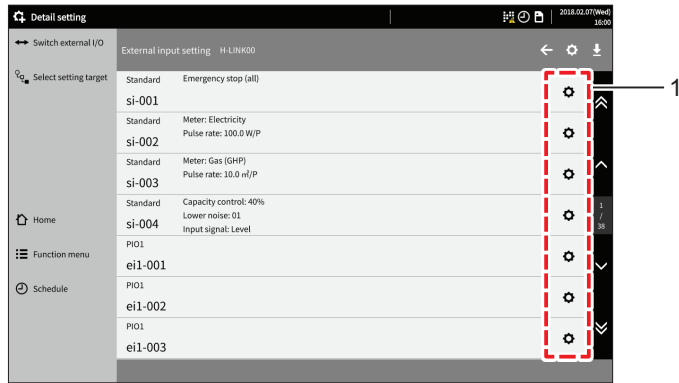 Detail setting
2018.02.07(Wed)
16:00
Switch external I/O
Select setting target
Home
Function menu
Schedule
External input setting H-LINK00
Standard Emergency stop (all)
si-001
Standard Meter: Electricity
Pulse rate: 100.0 W/P
si-002
Standard Meter: Gas (GHP)
Pulse rate: 10.0 ㎥/P
si-003
Standard Capacity control: 40%
Lower noise: 01
si-004
Input signal: Level
PIO1
ei1-001
PIO1
ei1-002
PIO1
ei1-003
1
/
38
1